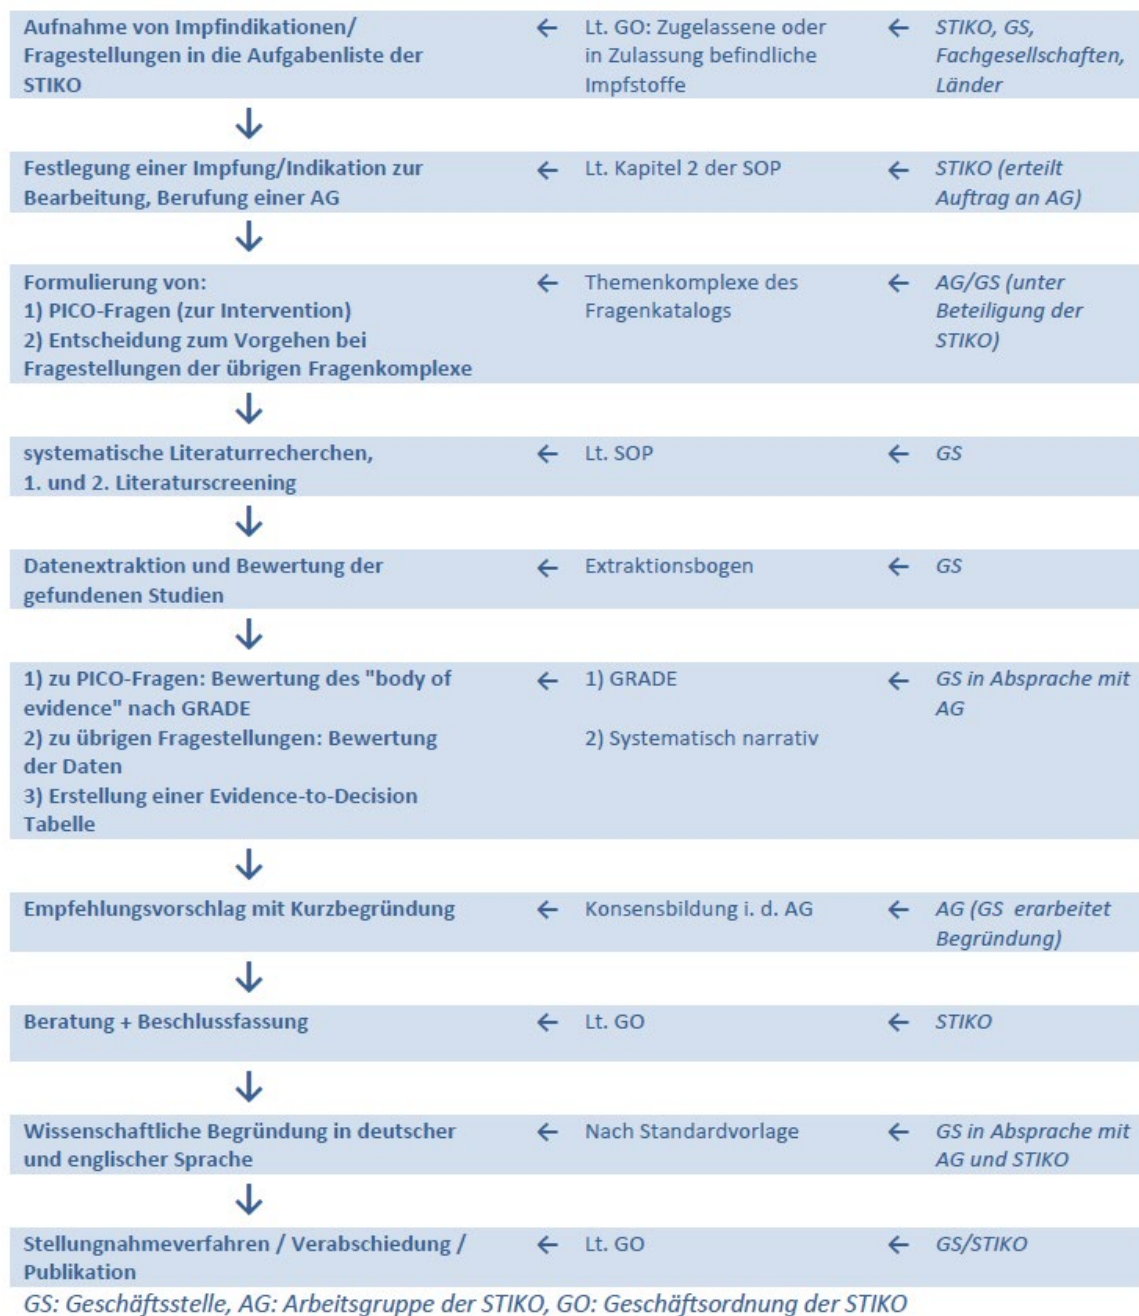 Aufnahme von Impfindikationen/
Fragestellungen in die Aufgabenliste der
STIKO
← Lt. GO: Zugelassene oder
in Zulassung befindliche
Impfstoffe
← STIKO, GS,
Fachgesellschaften,
Länder
↓
Festlegung einer Impfung/Indikation zur
Bearbeitung, Berufung einer AG
← Lt. Kapitel 2 der SOP
← STIKO (erteilt
Auftrag an AG)
↓
Formulierung von:
1) PICO-Fragen (zur Intervention)
2) Entscheidung zum Vorgehen bei
Fragestellungen der übrigen Fragenkomplexe
← Themenkomplexe des
Fragenkatalogs
← AG/GS (unter
Beteiligung der
STIKO)
↓
systematische Literaturrecherchen,
1. und 2. Literaturscreening
← Lt. SOP
← GS
↓
Datenextraktion und Bewertung der
gefundenen Studien
← Extraktionsbogen
← GS
↓
1) zu PICO-Fragen: Bewertung des "body of
evidence" nach GRADE
2) zu übrigen Fragestellungen: Bewertung
der Daten
3) Erstellung einer Evidence-to-Decision
Tabelle
← 1) GRADE
2) Systematisch narrativ
← GS in Absprache mit
AG
↓
Empfehlungsvorschlag mit Kurzbegründung
← Konsensbildung i. d. AG
← AG (GS erarbeitet
Begründung)
↓
Beratung + Beschlussfassung
← Lt. GO
← STIKO
↓
Wissenschaftliche Begründung in deutscher
und englischer Sprache
← Nach Standardvorlage
← GS in Absprache mit
AG und STIKO
↓
Stellungnahmeverfahren / Verabschiedung /
Publikation
← Lt. GO
← GS/STIKO
GS: Geschäftsstelle, AG: Arbeitsgruppe der STIKO, GO: Geschäftsordnung der STIKO